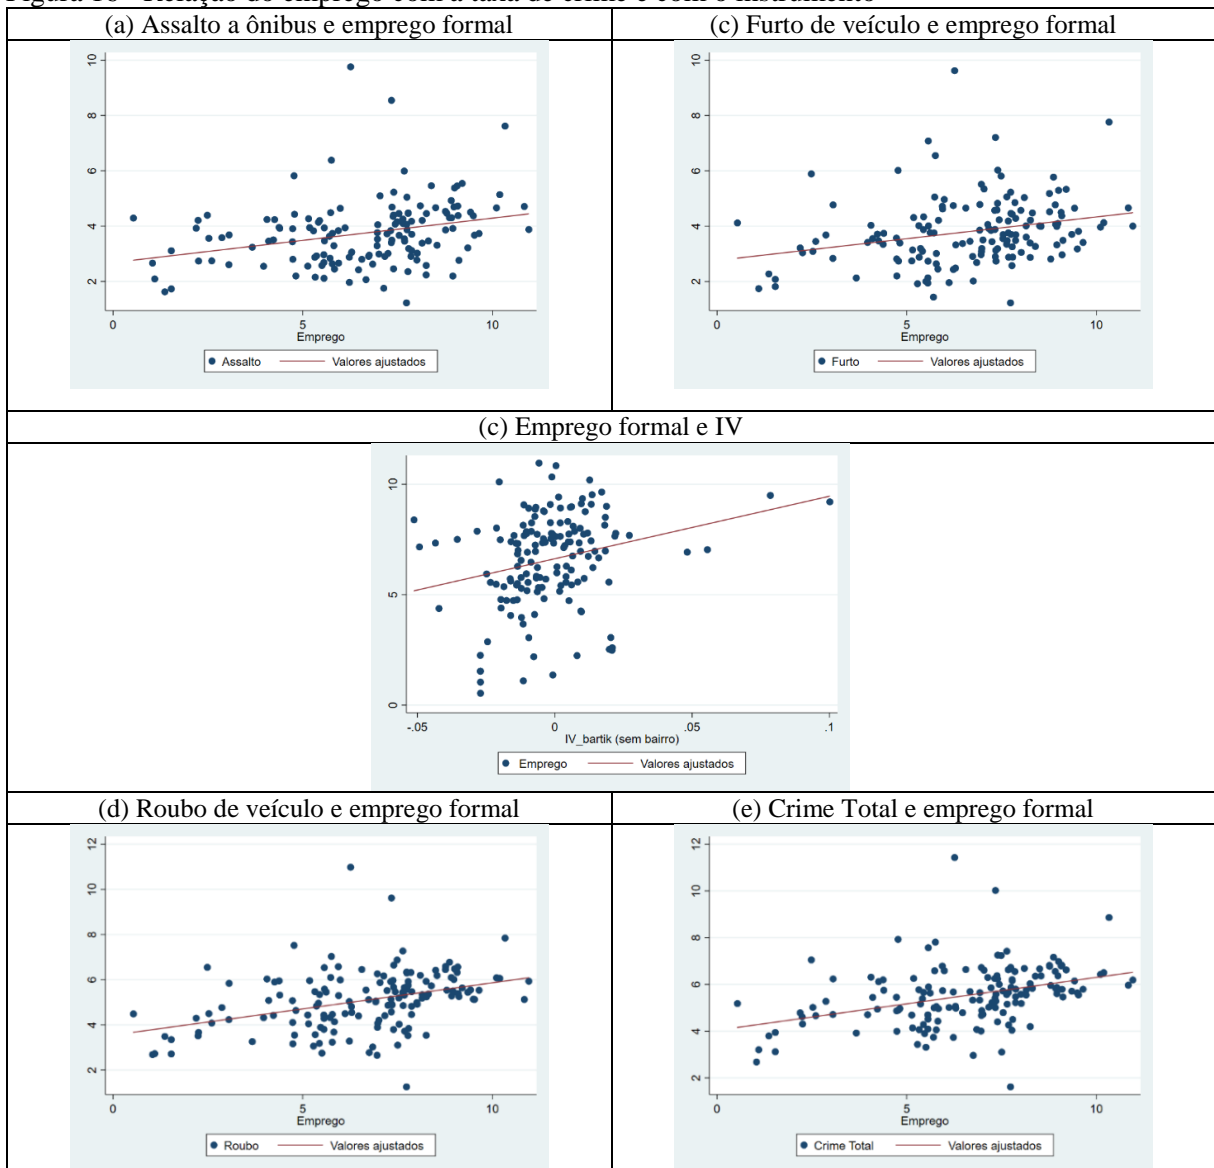 (a) Assalto a ônibus e emprego formal
(c) Furto de veículo e emprego formal
10
8
6
4
2
0
5
10
Emprego
Assalto
Valores ajustados
10
8
6
4
2
0
5
10
Emprego
Furto
Valores ajustados
(c) Emprego formal e IV
10
5
0
-.05
0
.05
.1
IV_bartik (sem bairro)
Emprego
Valores ajustados
(d) Roubo de veículo e emprego formal
(e) Crime Total e emprego formal
12
10
8
6
4
2
0
5
10
Emprego
Roubo
Valores ajustados
12
10
8
6
4
2
0
5
10
Emprego
Crime Total
Valores ajustados